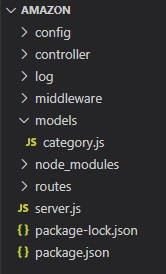 AMAZON
config
controller
log
middleware
models
JS category.js
node_modules
routes
JS server.js
{} package-lock.json
{} package.json